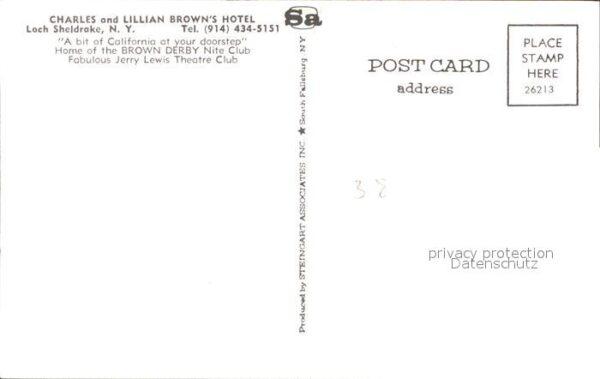 CHARLES and LILLIAN BROWN'S HOTEL
Loch Sheldrake, N. Y. Tel. (914) 434-5151
"A bit of California at your doorstep"
Home of the BROWN DERBY Nite Club
Fabulous Jerry Lewis Theatre Club
Sa
Produced by STEINGART ASSOCIATES INC. ★ South Fallsburg NY
POST CARD
address
PLACE
STAMP
HERE
26213
38
privacy protection
Datenschutz